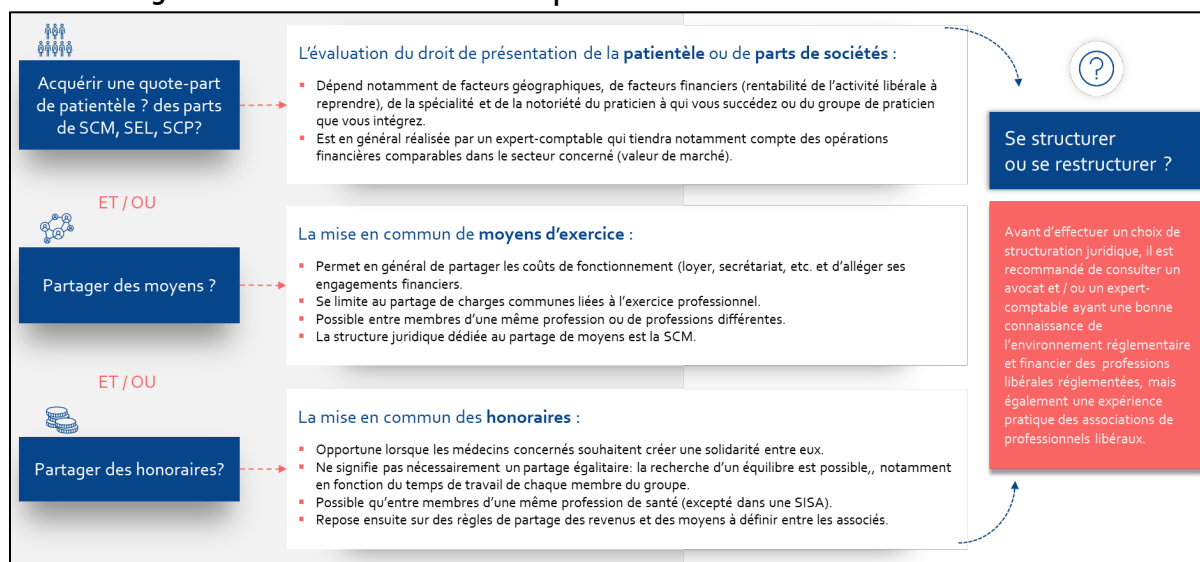 Acquérir une quote-part
de patientèle ? des parts
de SCM, SEL, SCP?
L’évaluation du droit de présentation de la patientèle ou de parts de sociétés :
▪ Dépend notamment de facteurs géographiques, de facteurs financiers (rentabilité de l’activité libérale à
reprendre), de la spécialité et de la notoriété du praticien à qui vous succédez ou du groupe de praticien
que vous intégrez.
▪ Est en général réalisée par un expert-comptable qui tiendra notamment compte des opérations
financières comparables dans le secteur concerné (valeur de marché).
ET / OU
Partager des moyens ?
La mise en commun de moyens d’exercice :
▪ Permet en général de partager les coûts de fonctionnement (loyer, secrétariat, etc. et d’alléger ses
engagements financiers.
▪ Se limite au partage de charges communes liées à l’exercice professionnel.
▪ Possible entre membres d’une même profession ou de professions différentes.
▪ La structure juridique dédiée au partage de moyens est la SCM.
ET / OU
Partager des honoraires?
La mise en commun des honoraires :
▪ Opportune lorsque les médecins concernés souhaitent créer une solidarité entre eux.
▪ Ne signifie pas nécessairement un partage égalitaire: la recherche d’un équilibre est possible,, notamment
en fonction du temps de travail de chaque membre du groupe.
▪ Possible qu’entre membres d’une même profession de santé (excepté dans une SISA).
▪ Repose ensuite sur des règles de partage des revenus et des moyens à définir entre les associés.
?
Se structurer
ou se restructurer ?
Avant d’effectuer un choix de
structuration juridique, il est
recommandé de consulter un
avocat et / ou un expert-
comptable ayant une bonne
connaissance de
l’environnement réglementaire
et financier des professions
libérales réglementées, mais
également une expérience
pratique des associations de
professionnels libéraux.